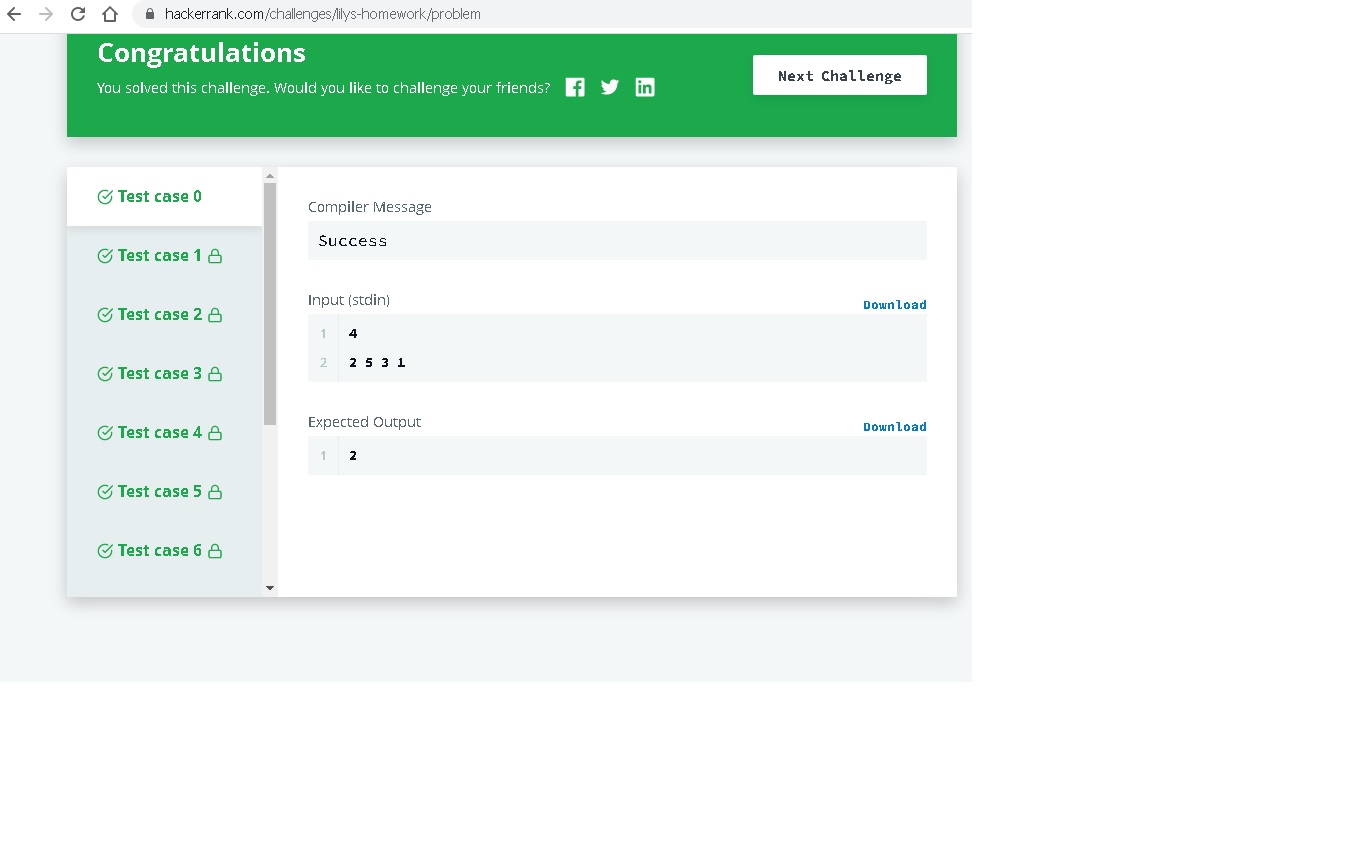 hackerrank.com/challenges/lilys-homework/problem
Congratulations
You solved this challenge. Would you like to challenge your friends?
Next Challenge
Test case 0
Test case 1
Test case 2
Test case 3
Test case 4
Test case 5
Test case 6
Compiler Message
Success
Input (stdin)
Download
1 4
2 2 5 3 1
Expected Output
Download
1 2